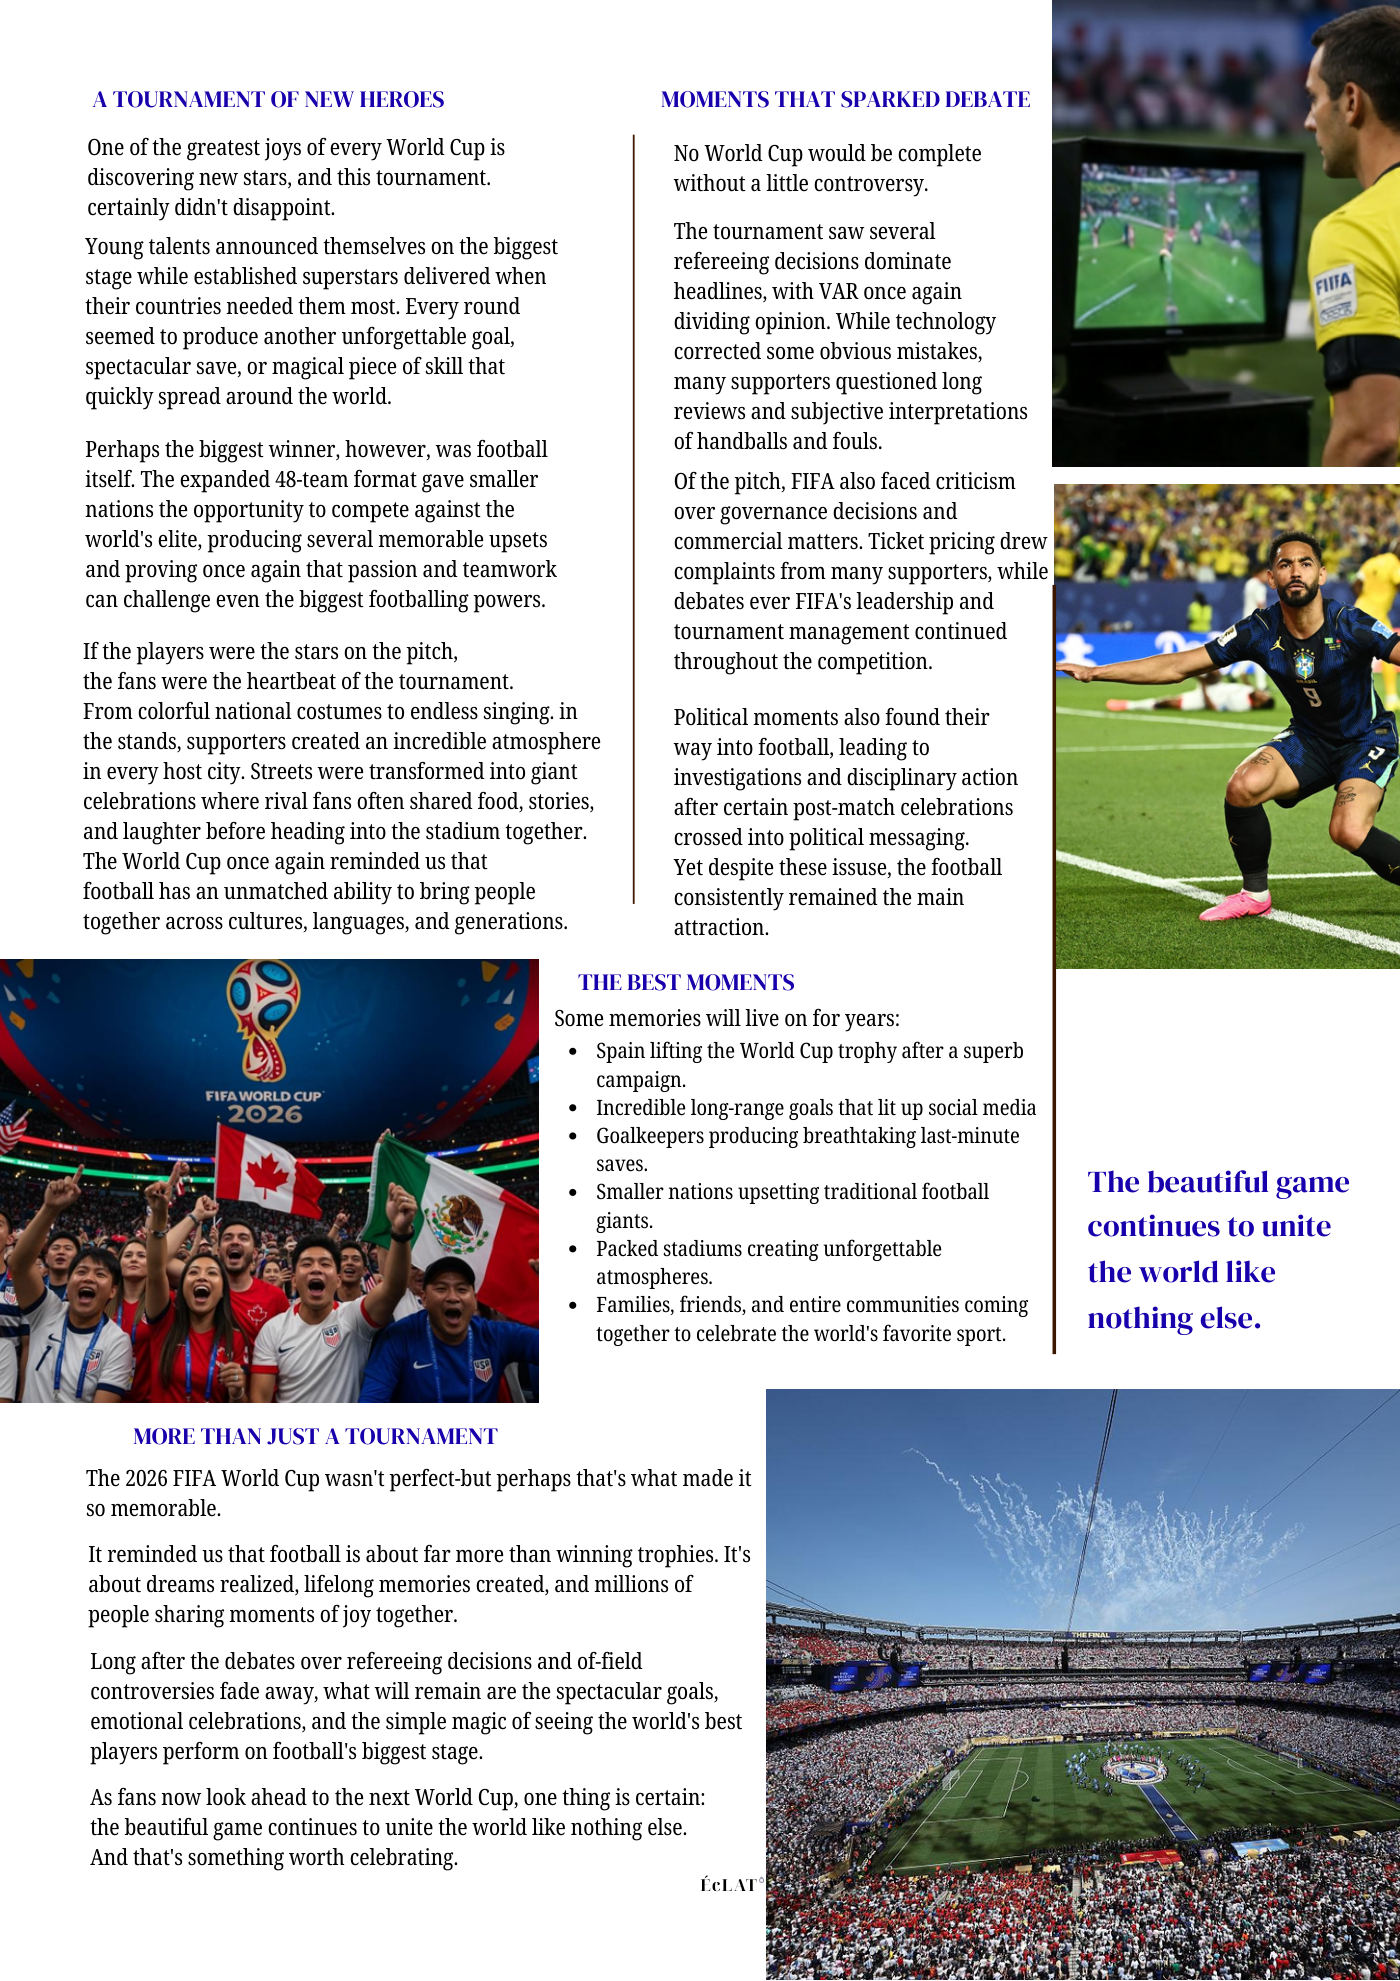 A TOURNAMENT OF NEW HEROES
One of the greatest joys of every World Cup is
discovering new stars, and this tournament.
certainly didn't disappoint.
Young talents announced themselves on the biggest
stage while established superstars delivered when
their countries needed them most. Every round
seemed to produce another unforgettable goal,
spectacular save, or magical piece of skill that
quickly spread around the world.
Perhaps the biggest winner, however, was football
itself. The expanded 48-team format gave smaller
nations the opportunity to compete against the
world's elite, producing several memorable upsets
and proving once again that passion and teamwork
can challenge even the biggest footballing powers.
If the players were the stars on the pitch,
the fans were the heartbeat of the tournament.
From colorful national costumes to endless singing. in
the stands, supporters created an incredible atmosphere
in every host city. Streets were transformed into giant
celebrations where rival fans often shared food, stories,
and laughter before heading into the stadium together.
The World Cup once again reminded us that
football has an unmatched ability to bring people
together across cultures, languages, and generations.
MOMENTS THAT SPARKED DEBATE
No World Cup would be complete
without a little controversy.
The tournament saw several
refereeing decisions dominate
headlines, with VAR once again
dividing opinion. While technology
corrected some obvious mistakes,
many supporters questioned long
reviews and subjective interpretations
of handballs and fouls.
Of the pitch, FIFA also faced criticism
over governance decisions and
commercial matters. Ticket pricing drew
complaints from many supporters, while
debates ever FIFA's leadership and
tournament management continued
throughout the competition.
Political moments also found their
way into football, leading to
investigations and disciplinary action
after certain post-match celebrations
crossed into political messaging.
Yet despite these issuse, the football
consistently remained the main
attraction.
BRASIL
9
9
FIFA WORLD CUP
2026
USA
USA
USA
THE BEST MOMENTS
Some memories will live on for years:
• Spain lifting the World Cup trophy after a superb
campaign.
• Incredible long-range goals that lit up social media
• Goalkeepers producing breathtaking last-minute
saves.
• Smaller nations upsetting traditional football
giants.
• Packed stadiums creating unforgettable
atmospheres.
• Families, friends, and entire communities coming
together to celebrate the world's favorite sport.
The beautiful game
continues to unite
the world like
nothing else.
MORE THAN JUST A TOURNAMENT
The 2026 FIFA World Cup wasn't perfect-but perhaps that's what made it
so memorable.
It reminded us that football is about far more than winning trophies. It's
about dreams realized, lifelong memories created, and millions of
people sharing moments of joy together.
Long after the debates over refereeing decisions and of-field
controversies fade away, what will remain are the spectacular goals,
emotional celebrations, and the simple magic of seeing the world's best
players perform on football's biggest stage.
As fans now look ahead to the next World Cup, one thing is certain:
the beautiful game continues to unite the world like nothing else.
And that's something worth celebrating.
ÉcLAT
THE FINAL